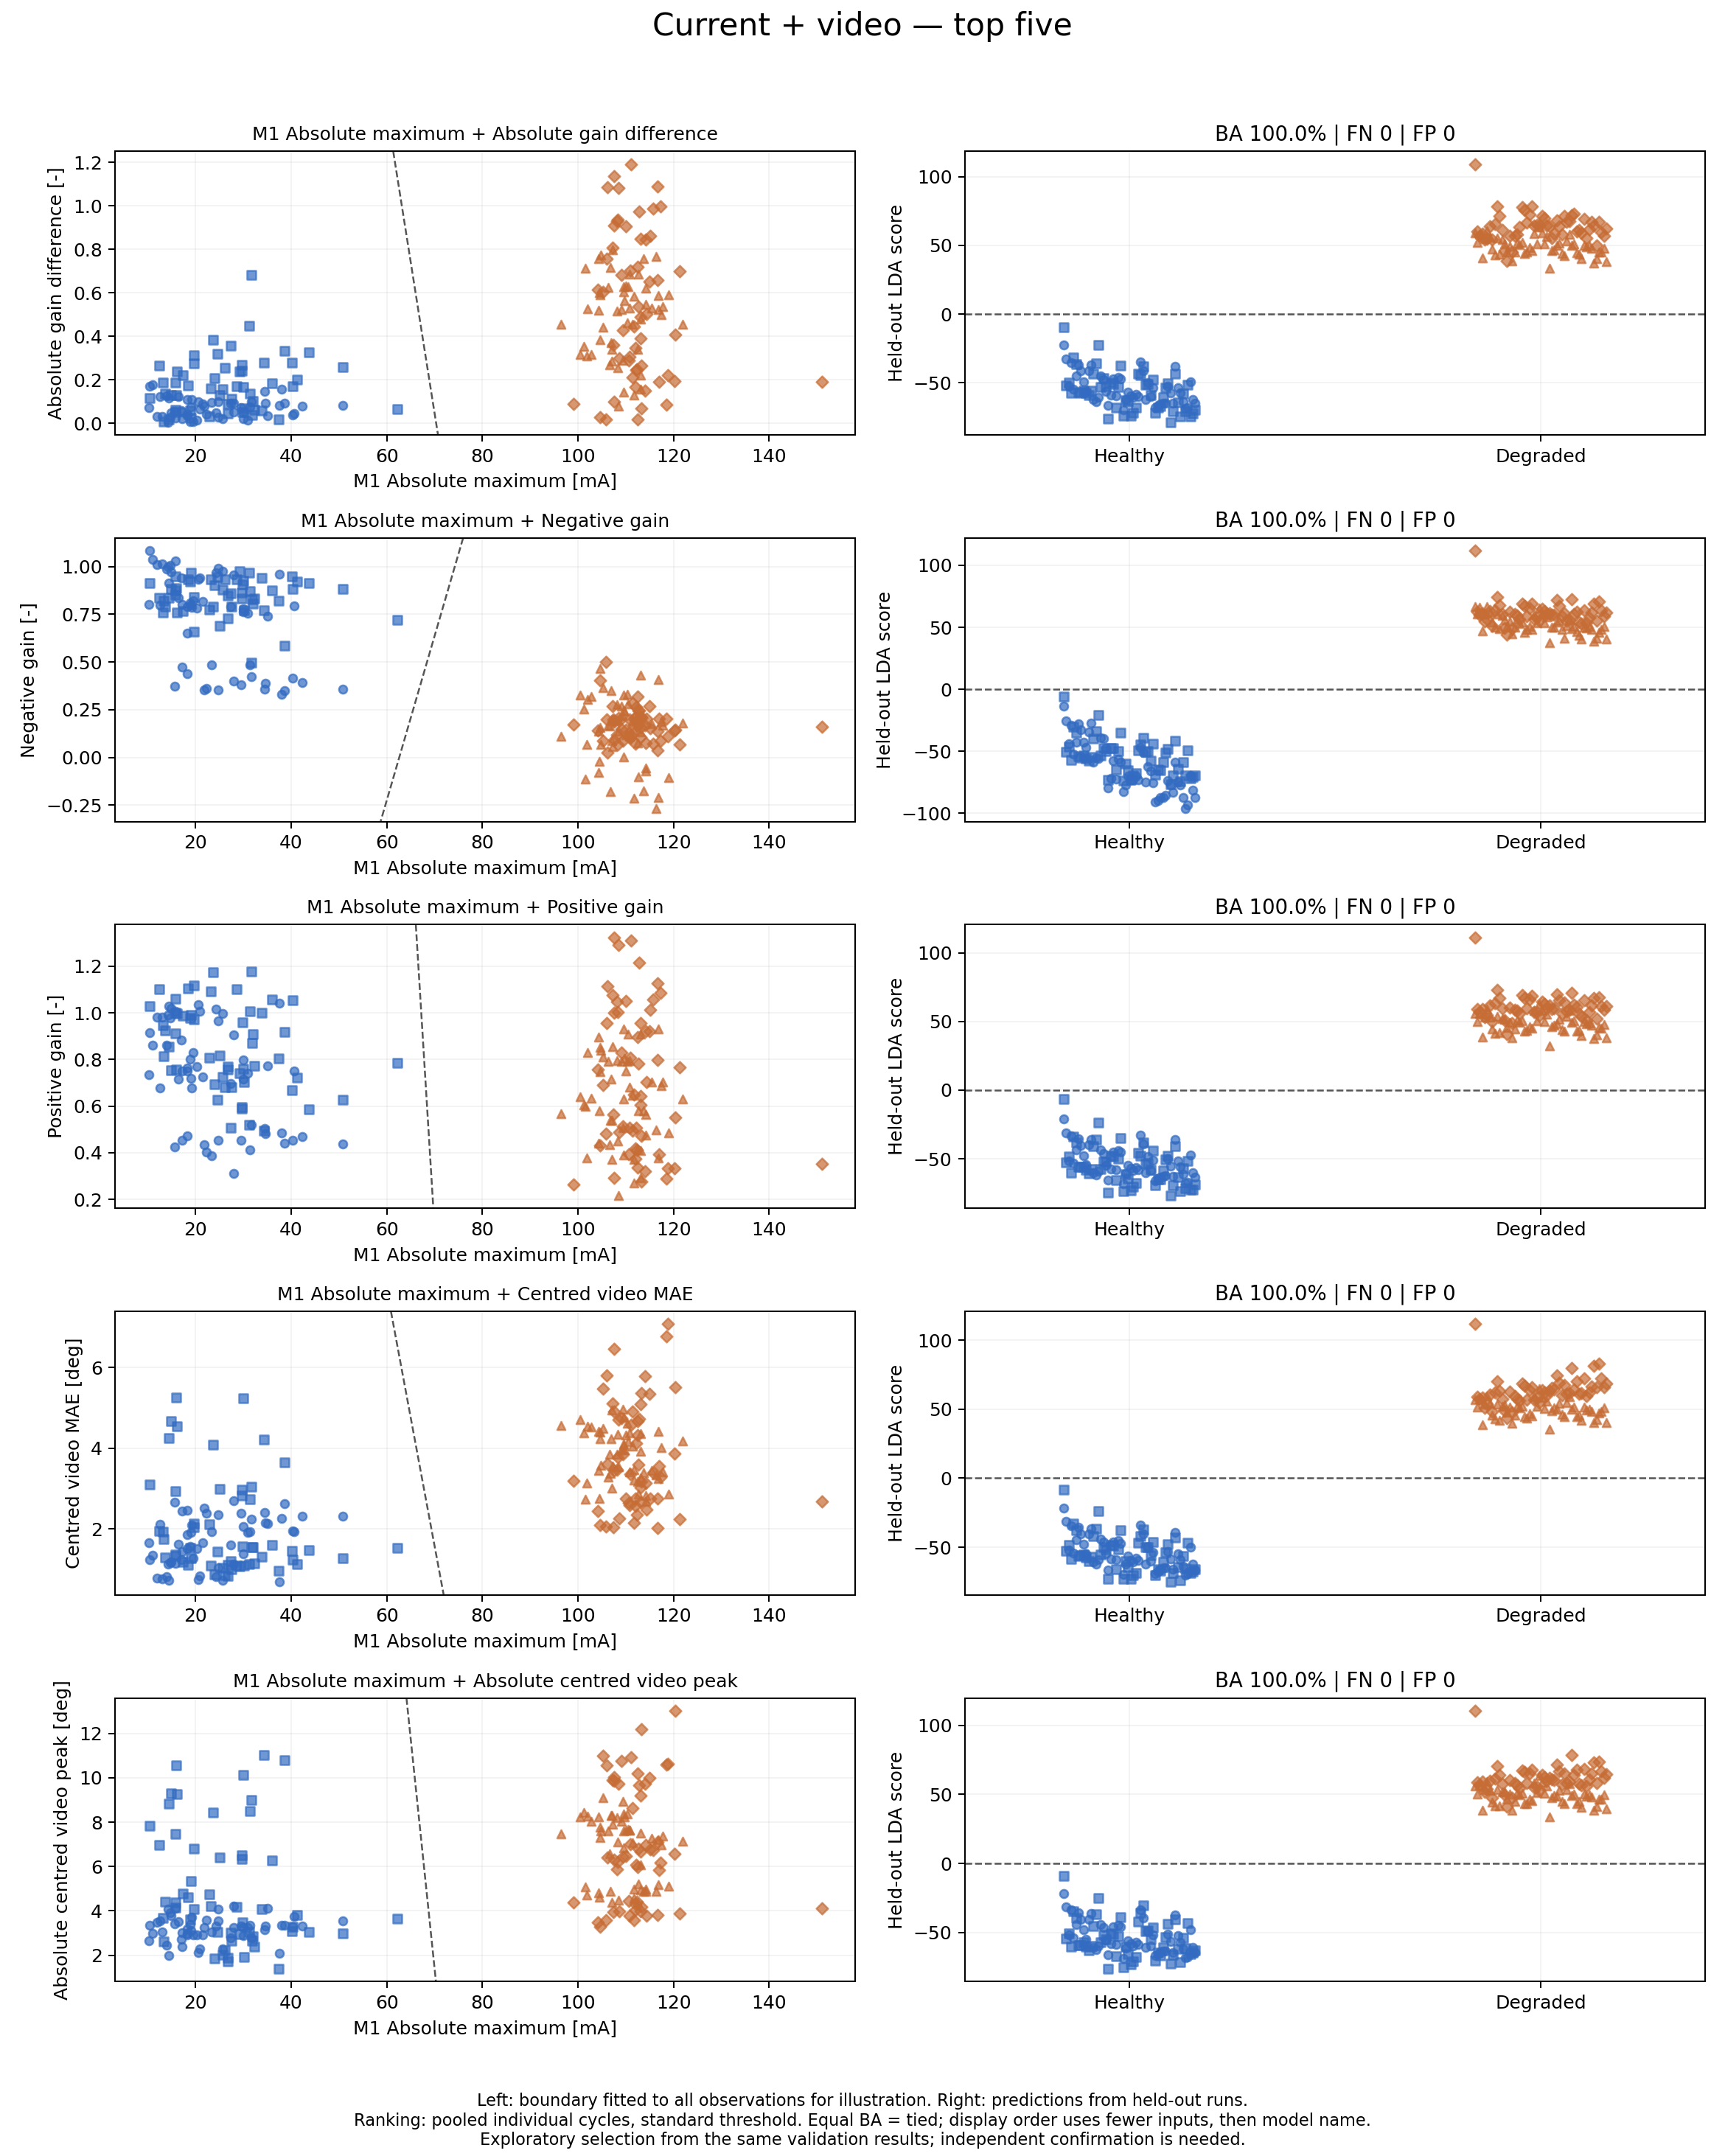 Current + video — top five
M1 Absolute maximum + Absolute gain difference
Absolute gain difference [-]
1.2
1.0
0.8
0.6
0.4
0.2
0.0
20 40 60 80 100 120 140
M1 Absolute maximum [mA]
BA 100.0% | FN 0 | FP 0
Held-out LDA score
100
50
0
−50
Healthy Degraded
M1 Absolute maximum + Negative gain
Negative gain [-]
1.00
0.75
0.50
0.25
0.00
−0.25
20 40 60 80 100 120 140
M1 Absolute maximum [mA]
BA 100.0% | FN 0 | FP 0
Held-out LDA score
100
50
0
−50
−100
Healthy Degraded
M1 Absolute maximum + Positive gain
Positive gain [-]
1.2
1.0
0.8
0.6
0.4
0.2
20 40 60 80 100 120 140
M1 Absolute maximum [mA]
BA 100.0% | FN 0 | FP 0
Held-out LDA score
100
50
0
−50
Healthy Degraded
M1 Absolute maximum + Centred video MAE
Centred video MAE [deg]
6
4
2
20 40 60 80 100 120 140
M1 Absolute maximum [mA]
BA 100.0% | FN 0 | FP 0
Held-out LDA score
100
50
0
−50
Healthy Degraded
M1 Absolute maximum + Absolute centred video peak
Absolute centred video peak [deg]
12
10
8
6
4
2
20 40 60 80 100 120 140
M1 Absolute maximum [mA]
BA 100.0% | FN 0 | FP 0
Held-out LDA score
100
50
0
−50
Healthy Degraded
Left: boundary fitted to all observations for illustration. Right: predictions from held-out runs.
Ranking: pooled individual cycles, standard threshold. Equal BA = tied; display order uses fewer inputs, then model name.
Exploratory selection from the same validation results; independent confirmation is needed.